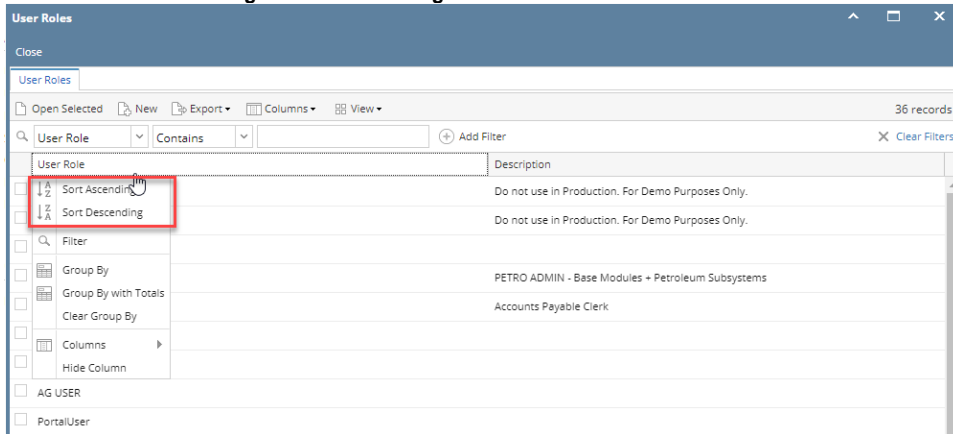 User Roles
Close
User Roles
Open Selected New Export Columns View 36 records
User Role Contains Add Filter Clear Filters
User Role Description
Sort Ascending Do not use in Production. For Demo Purposes Only.
Sort Descending Do not use in Production. For Demo Purposes Only.
Filter
Group By PETRO ADMIN - Base Modules + Petroleum Subsystems
Group By with Totals
Accounts Payable Clerk
Clear Group By
Columns
Hide Column
AG USER
PortalUser